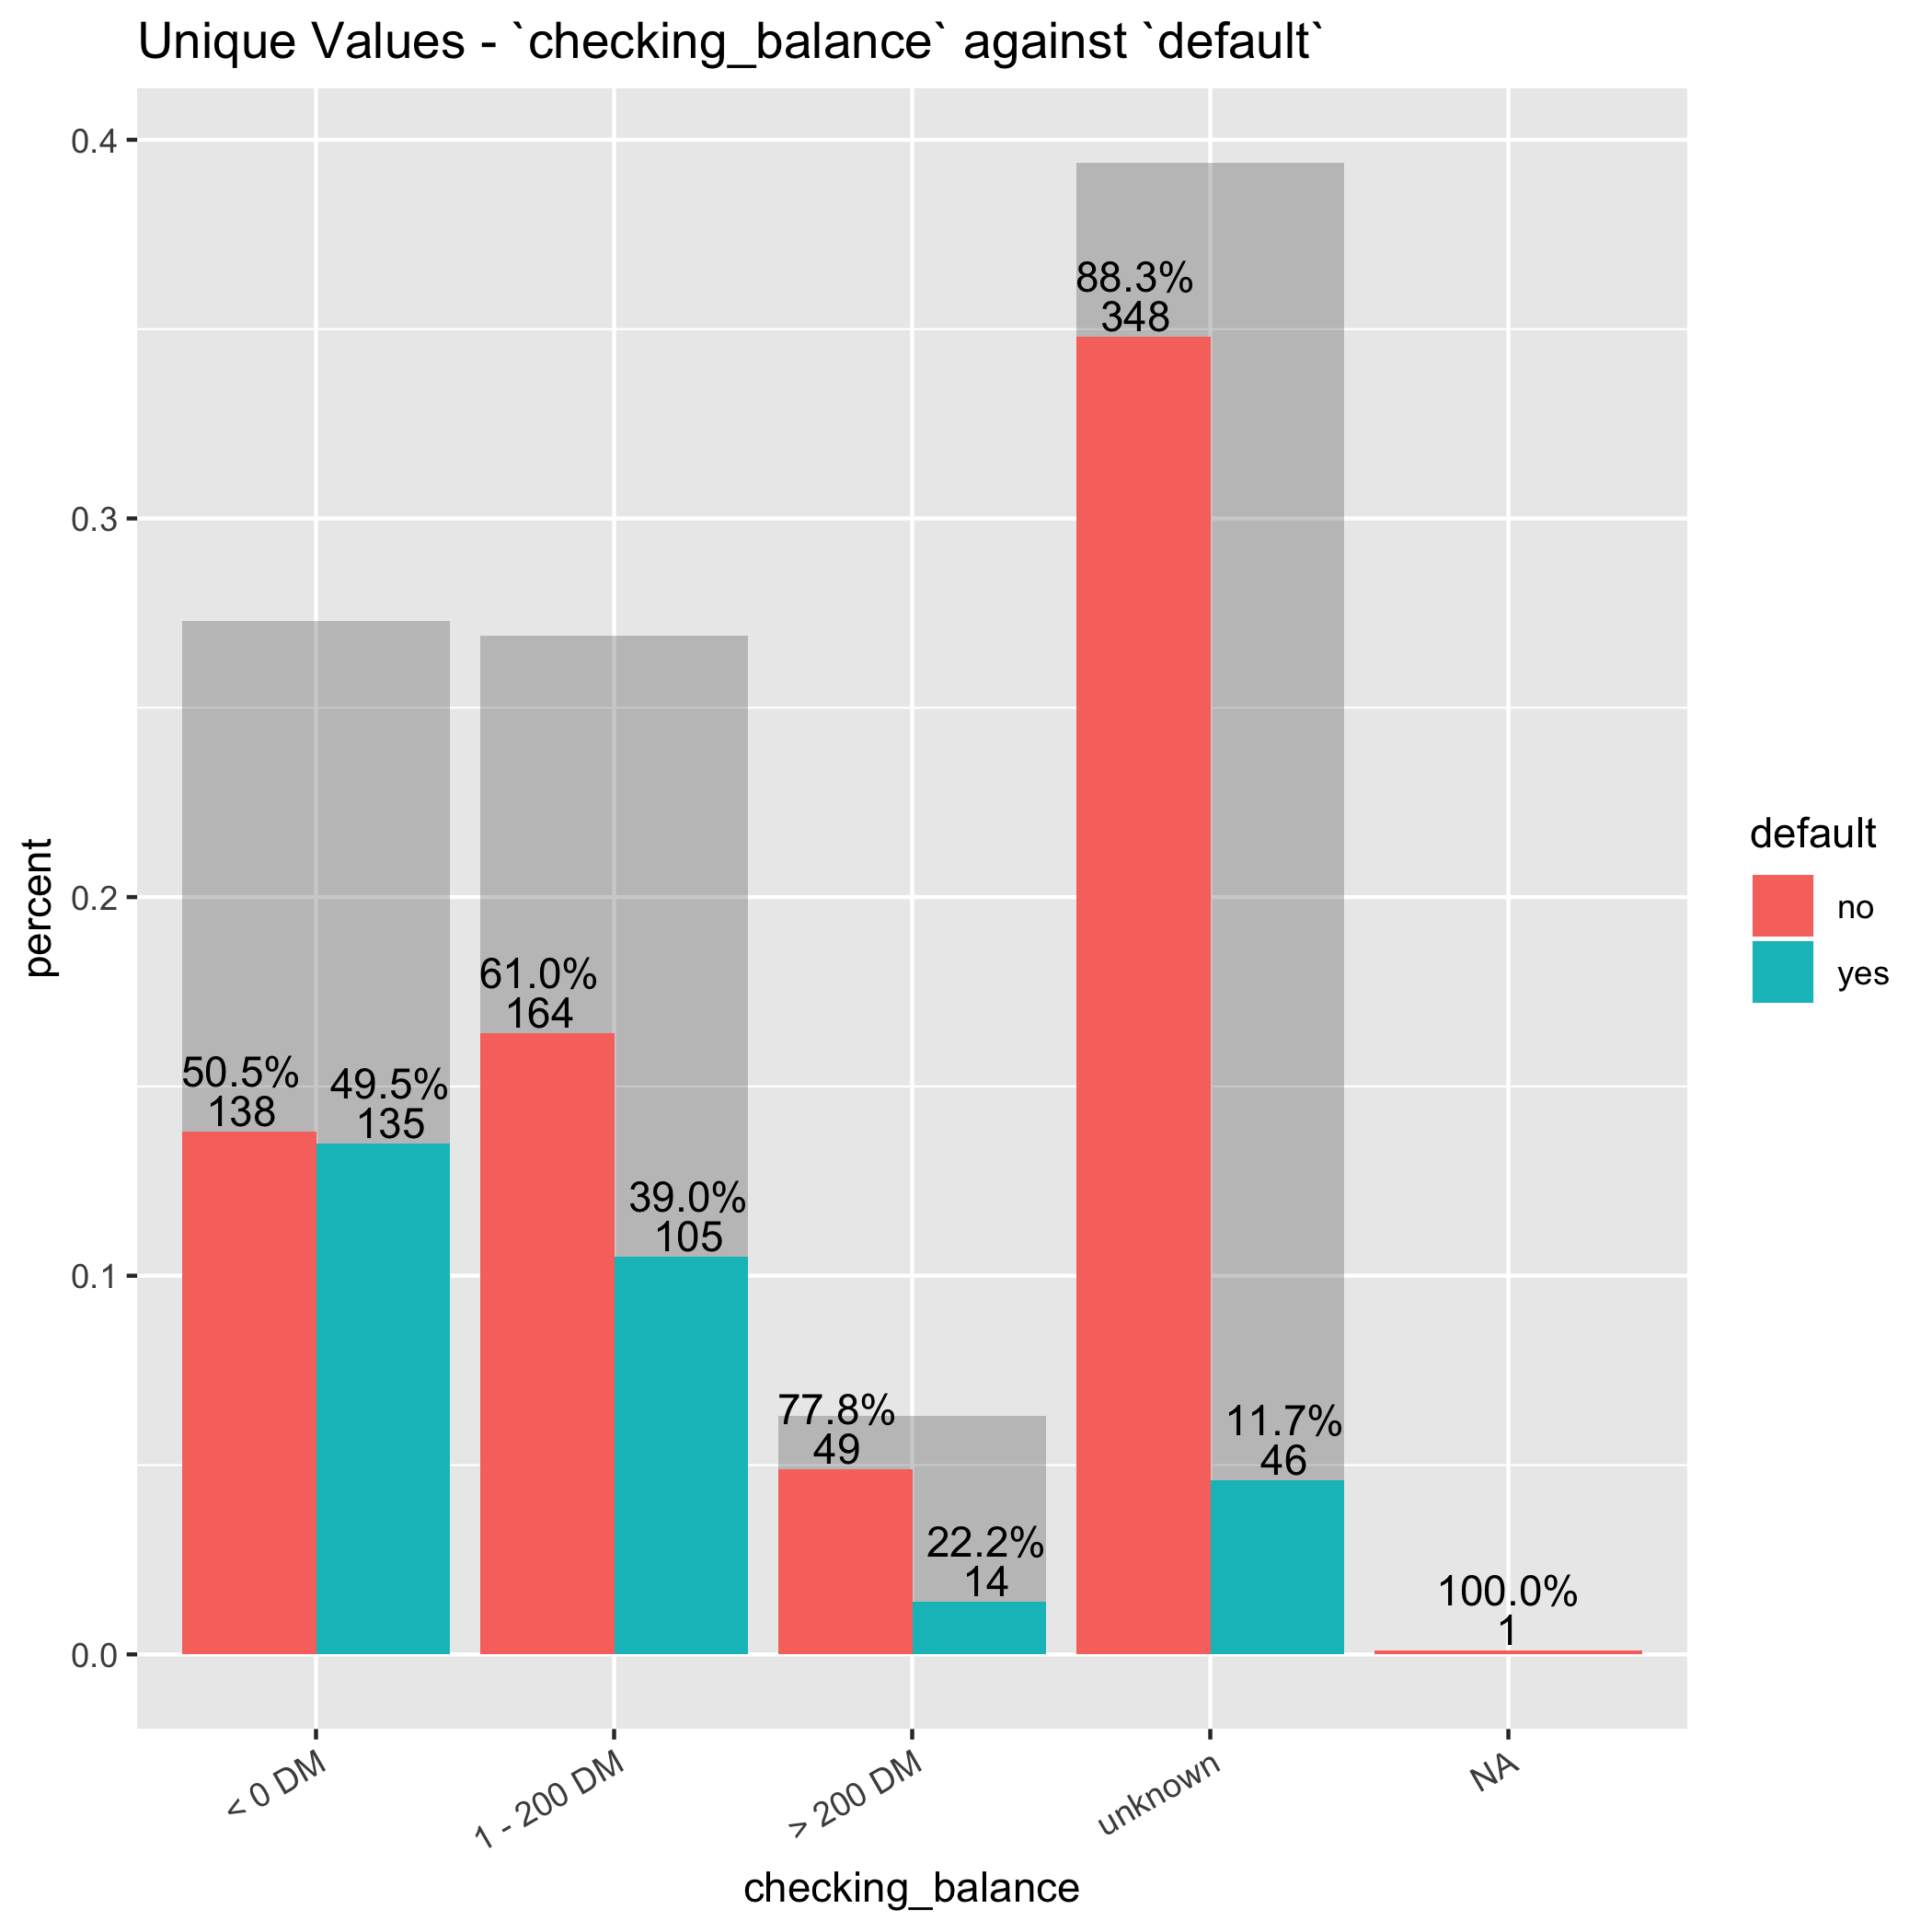 Unique Values - `checking_balance` against `default`
0.4
0.3
0.2
0.1
0.0
percent
50.5%
138
49.5%
135
61.0%
164
39.0%
105
77.8%
49
22.2%
14
88.3%
348
11.7%
46
100.0%
1
< 0 DM
1 - 200 DM
> 200 DM
unknown
NA
checking_balance
default
no
yes